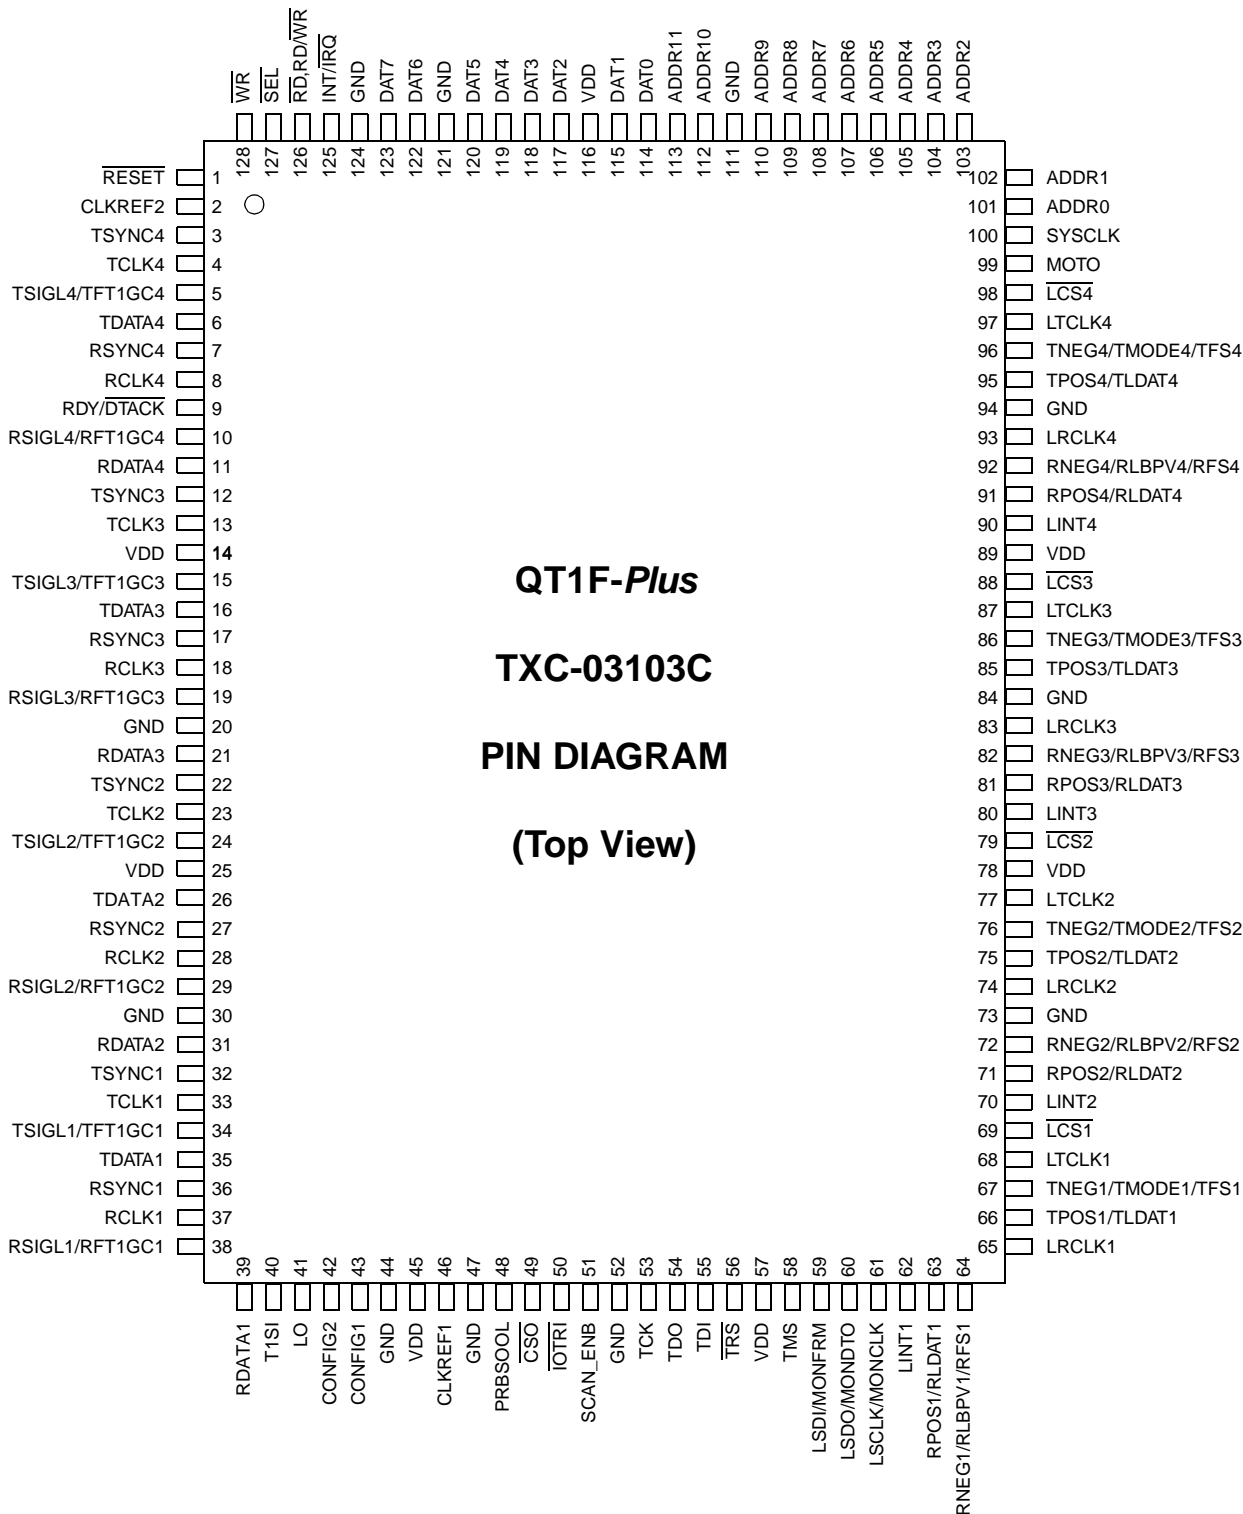 WR
SEL
RD,RD/WR
INT/IRQ
GND
DAT7
DAT6
GND
DAT5
DAT4
DAT3
DAT2
VDD
DAT1
DAT0
ADDR11
ADDR10
GND
ADDR9
ADDR8
ADDR7
ADDR6
ADDR5
ADDR4
ADDR3
ADDR2
128
127
126
125
124
123
122
121
120
119
118
117
116
115
114
113
112
111
110
109
108
107
106
105
104
103
RESET 1
CLKREF2 2
TSYNC4 3
TCLK4 4
TSIGL4/TFT1GC4 5
TDATA4 6
RSYNC4 7
RCLK4 8
RDY/DTACK 9
RSIGL4/RFT1GC4 10
RDATA4 11
TSYNC3 12
TCLK3 13
VDD 14
TSIGL3/TFT1GC3 15
TDATA3 16
RSYNC3 17
RCLK3 18
RSIGL3/RFT1GC3 19
GND 20
RDATA3 21
TSYNC2 22
TCLK2 23
TSIGL2/TFT1GC2 24
VDD 25
TDATA2 26
RSYNC2 27
RCLK2 28
RSIGL2/RFT1GC2 29
GND 30
RDATA2 31
TSYNC1 32
TCLK1 33
TSIGL1/TFT1GC1 34
TDATA1 35
RSYNC1 36
RCLK1 37
RSIGL1/RFT1GC1 38
QT1F-Plus
TXC-03103C
PIN DIAGRAM
(Top View)
102 ADDR1
101 ADDR0
100 SYSCLK
99 MOTO
98 LCS4
97 LTCLK4
96 TNEG4/TMODE4/TFS4
95 TPOS4/TLDAT4
94 GND
93 LRCLK4
92 RNEG4/RLBPV4/RFS4
91 RPOS4/RLDAT4
90 LINT4
89 VDD
88 LCS3
87 LTCLK3
86 TNEG3/TMODE3/TFS3
85 TPOS3/TLDAT3
84 GND
83 LRCLK3
82 RNEG3/RLBPV3/RFS3
81 RPOS3/RLDAT3
80 LINT3
79 LCS2
78 VDD
77 LTCLK2
76 TNEG2/TMODE2/TFS2
75 TPOS2/TLDAT2
74 LRCLK2
73 GND
72 RNEG2/RLBPV2/RFS2
71 RPOS2/RLDAT2
70 LINT2
69 LCS1
68 LTCLK1
67 TNEG1/TMODE1/TFS1
66 TPOS1/TLDAT1
65 LRCLK1
39
40
41
42
43
44
45
46
47
48
49
50
51
52
53
54
55
56
57
58
59
60
61
62
63
64
RDATA1
T1SI
LO
CONFIG2
CONFIG1
GND
VDD
CLKREF1
GND
PRBSOOL
CSO
IOTRI
SCAN_ENB
GND
TCK
TDO
TDI
TRS
VDD
TMS
LSDI/MONFRM
LSDO/MONDTO
LSCLK/MONCLK
LINT1
RPOS1/RLDAT1
RNEG1/RLBPV1/RFS1